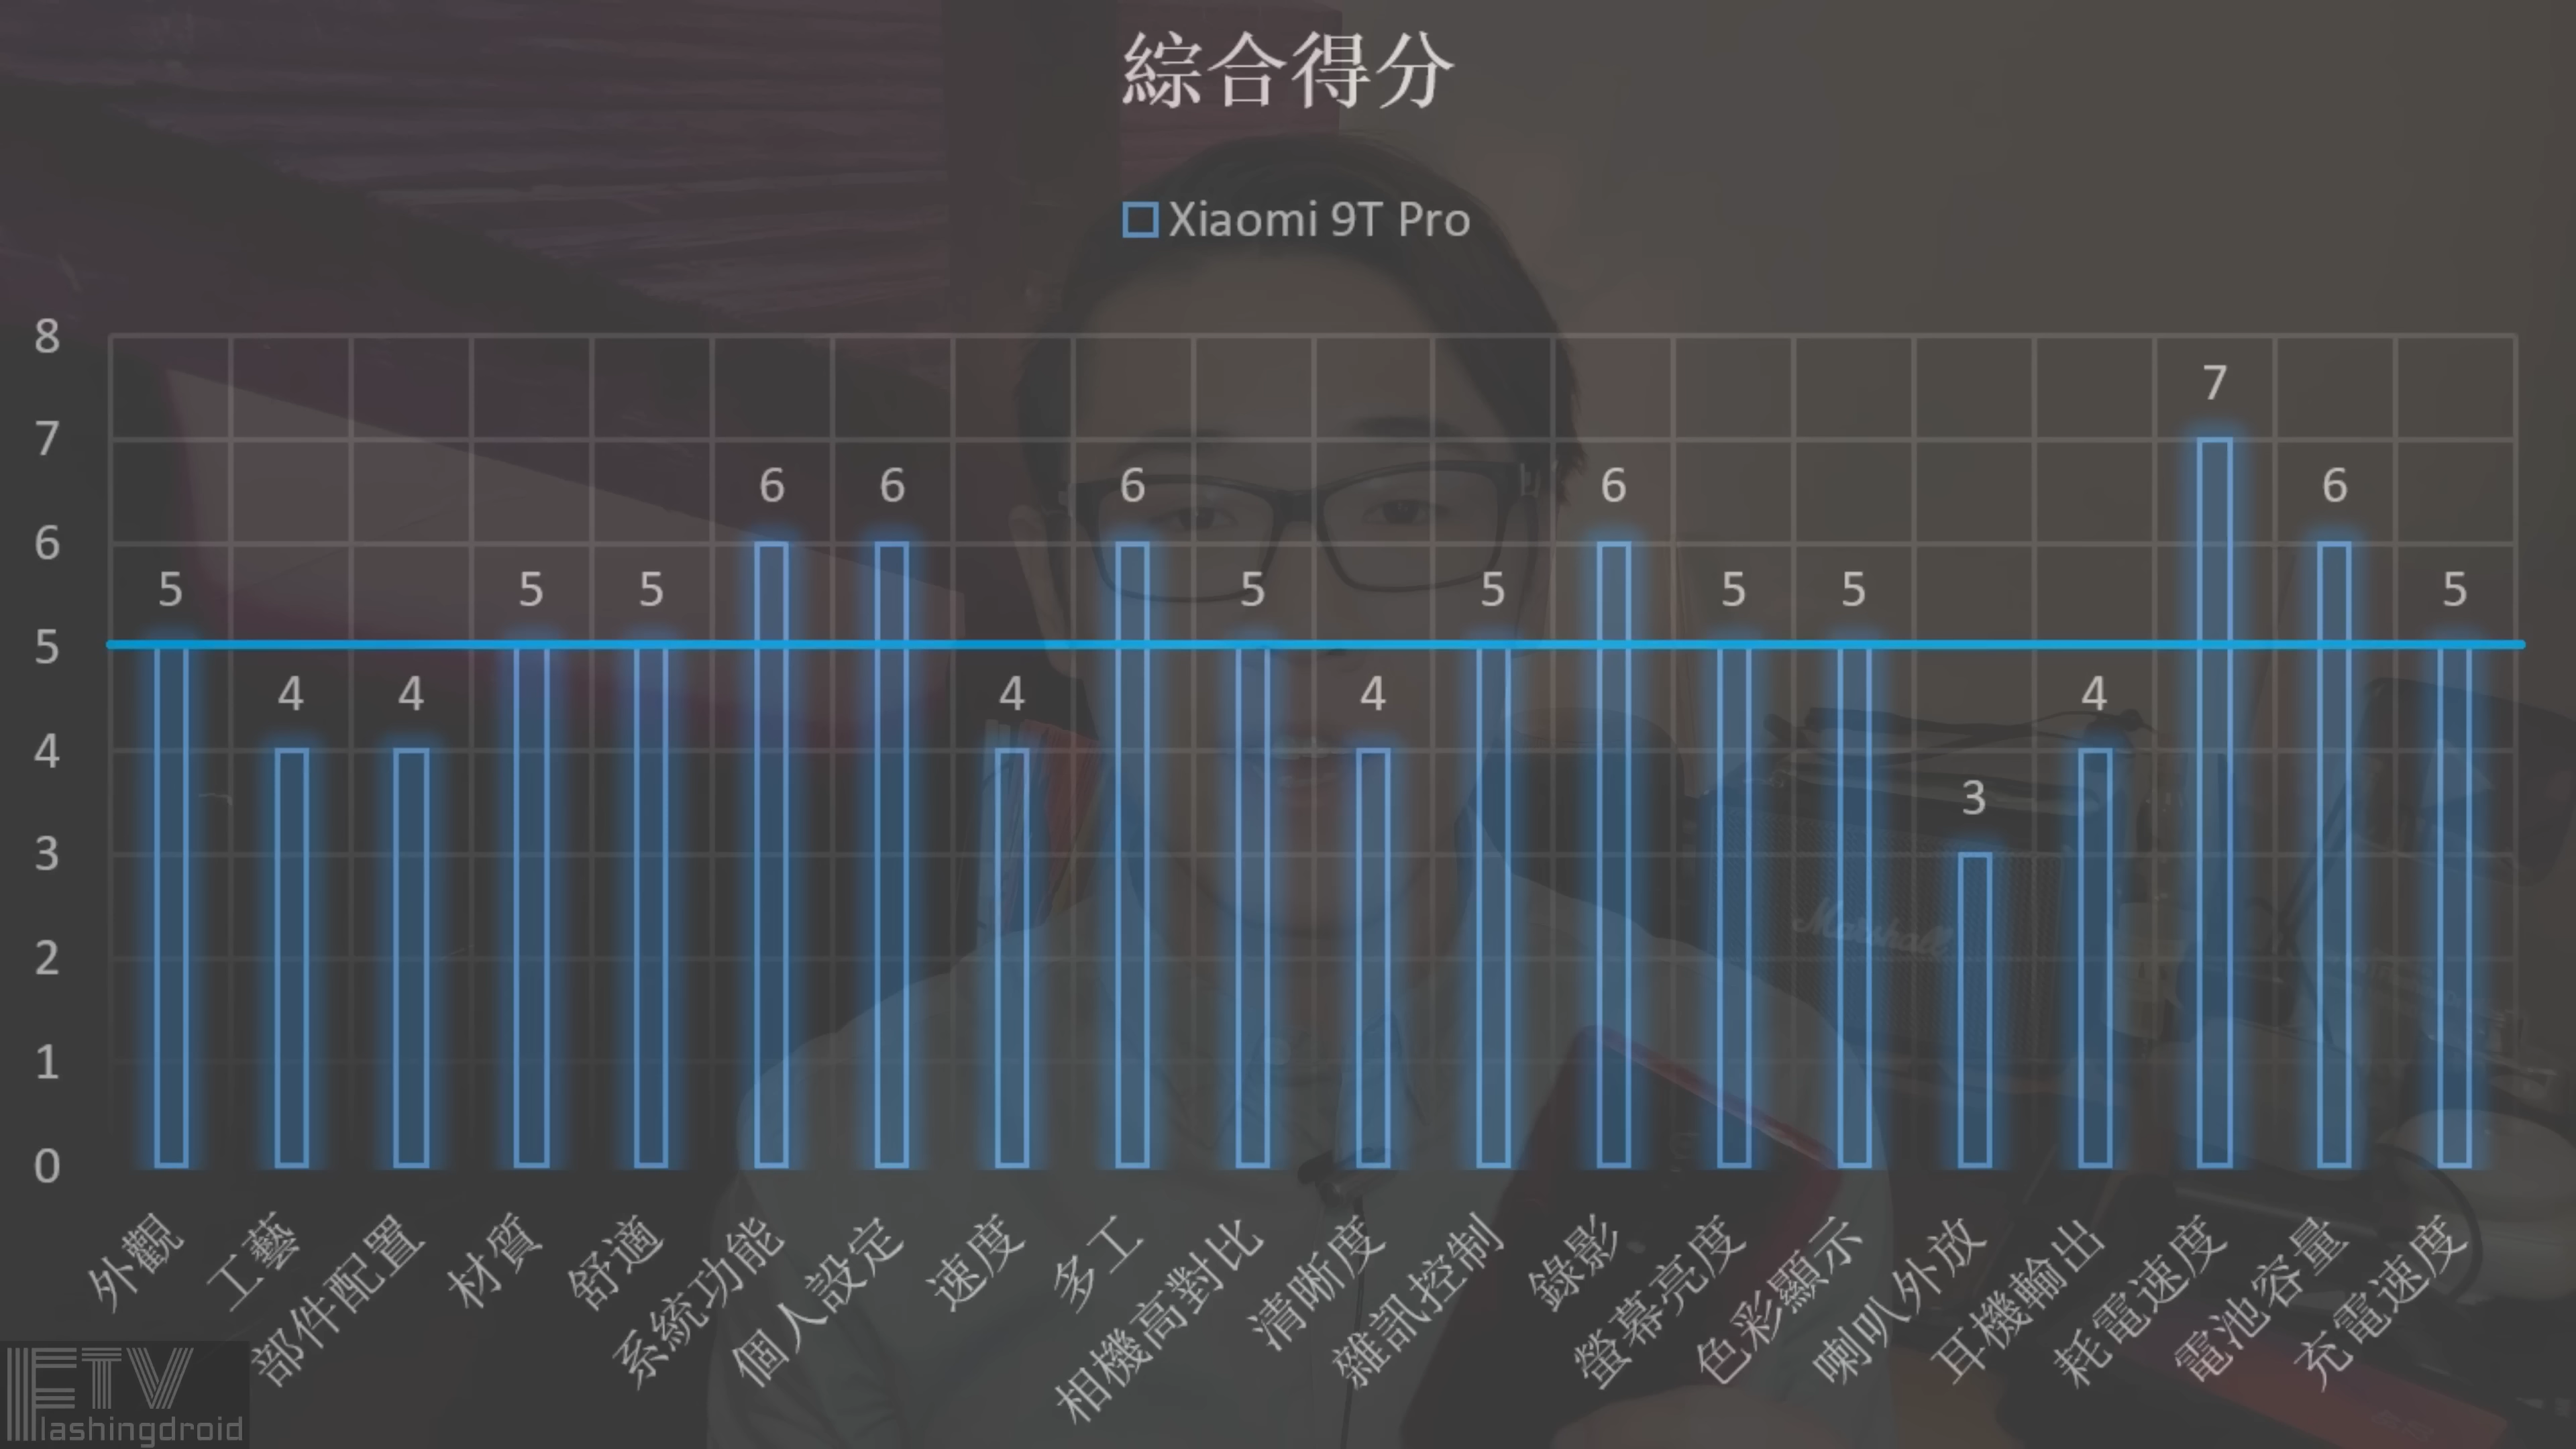 綜合得分
Xiaomi 9T Pro
8
7
6
5
4
3
2
1
0
5
4
4
5
5
6
6
4
6
5
4
5
6
5
5
3
4
7
6
5
外觀
工藝
部件配置
材質
舒適
系統功能
個人設定
速度
多工
相機高對比
清晰度
雜訊控制
錄影
螢幕亮度
色彩顯示
喇叭外放
耳機輸出
耗電速度
電池容量
充電速度
Marshall
FTV
lashingdroid